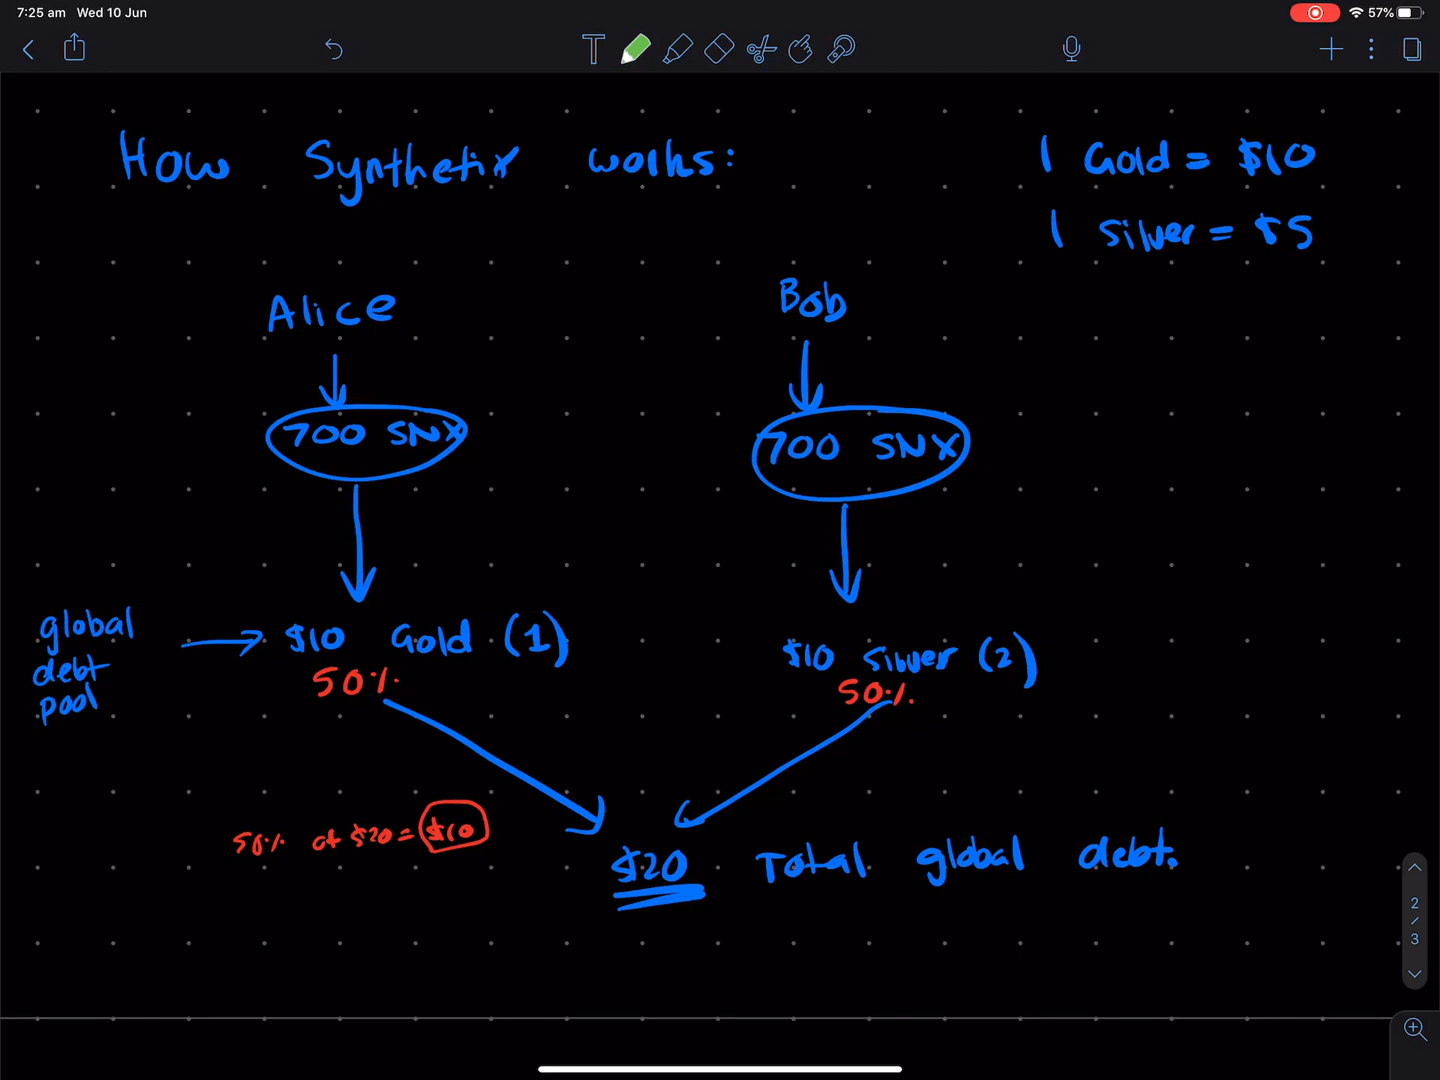 7:25 am Wed 10 Jun
57%
How Synthetix works:
1 Gold = $10
1 Silver = $5
Alice
Bob
700 SNX
700 SNX
global debt pool
$10 Gold (1)
50%
$10 Silver (2)
50%
50% of $20 = $10
$20 Total global debt.
2
/
3